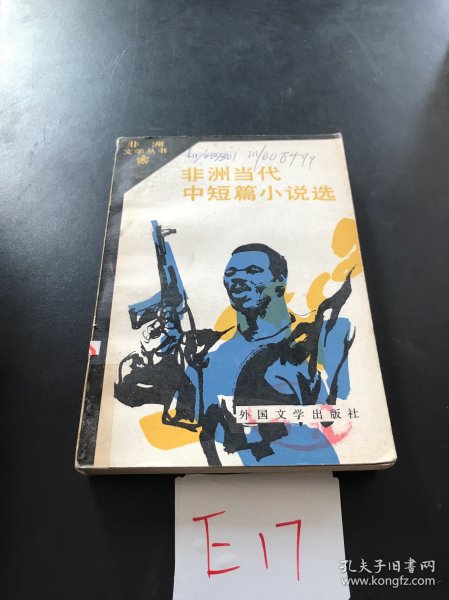 非洲
文学丛书
非洲当代
中短篇小说选
外国文学出版社
E17
孔夫子旧书网
www.kongfz.com